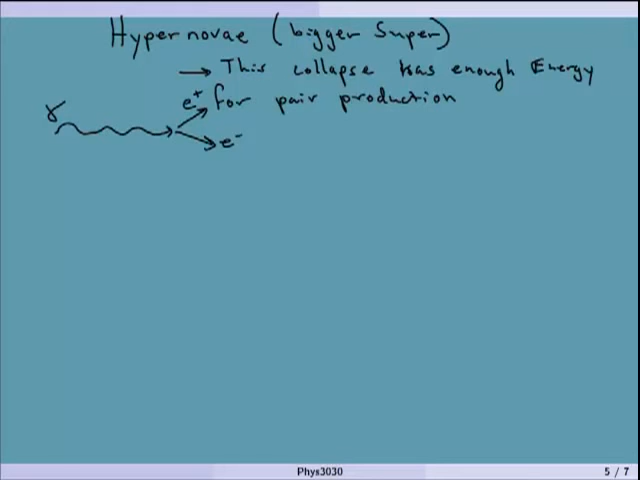 Hypernovae (bigger Super)
→ This collapse has enough Energy
for pair production
γ
e⁺
e⁻
Phys3030
5 / 7